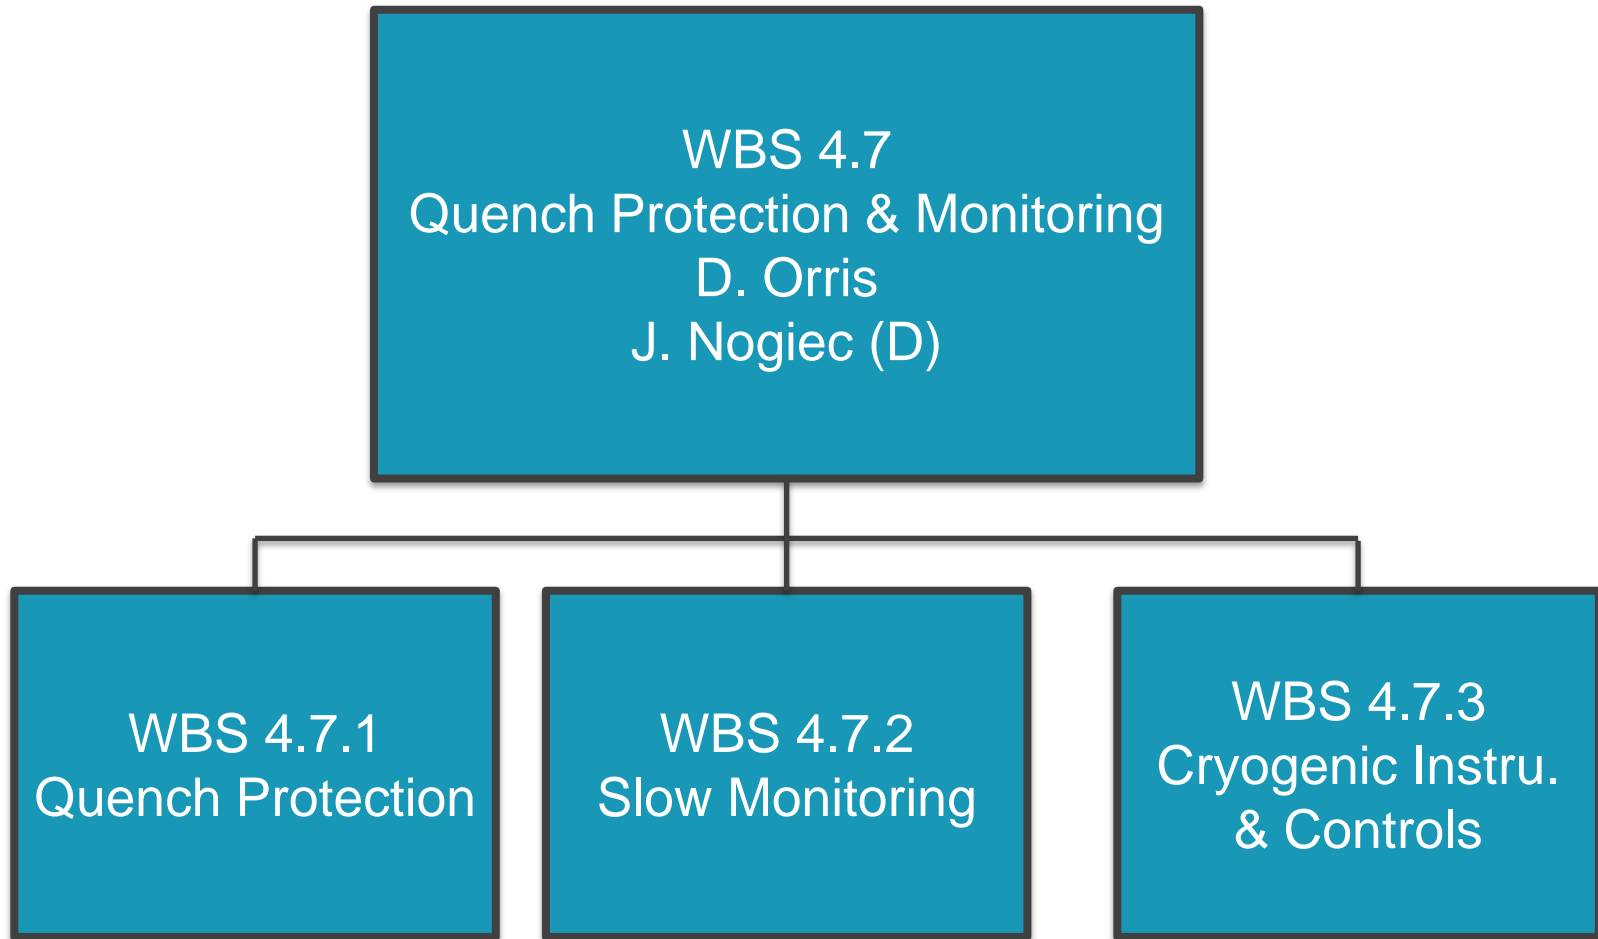 WBS 4.7
Quench Protection & Monitoring
D. Orris
J. Nogiec (D)
WBS 4.7.1
Quench Protection
WBS 4.7.2
Slow Monitoring
WBS 4.7.3
Cryogenic Instru.
& Controls